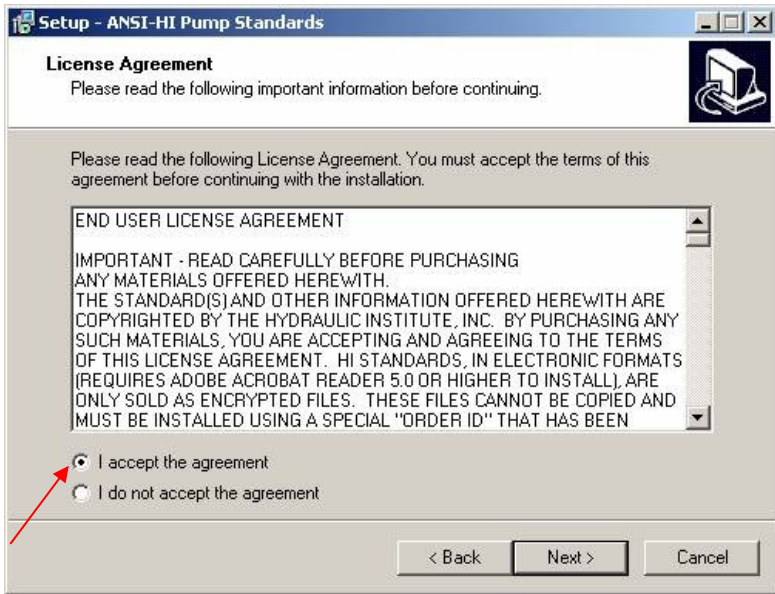 Setup - ANSI-HI Pump Standards
License Agreement
Please read the following important information before continuing.
Please read the following License Agreement. You must accept the terms of this
agreement before continuing with the installation.
END USER LICENSE AGREEMENT
IMPORTANT - READ CAREFULLY BEFORE PURCHASING
ANY MATERIALS OFFERED HEREWITH.
THE STANDARD(S) AND OTHER INFORMATION OFFERED HEREWITH ARE
COPYRIGHTED BY THE HYDRAULIC INSTITUTE, INC.  BY PURCHASING ANY
SUCH MATERIALS, YOU ARE ACCEPTING AND AGREEING TO THE TERMS
OF THIS LICENSE AGREEMENT.  HI STANDARDS, IN ELECTRONIC FORMATS
(REQUIRES ADOBE ACROBAT READER 5.0 OR HIGHER TO INSTALL), ARE
ONLY SOLD AS ENCRYPTED FILES.  THESE FILES CANNOT BE COPIED AND
MUST BE INSTALLED USING A SPECIAL "ORDER ID" THAT HAS BEEN
I accept the agreement
I do not accept the agreement
< Back
Next >
Cancel